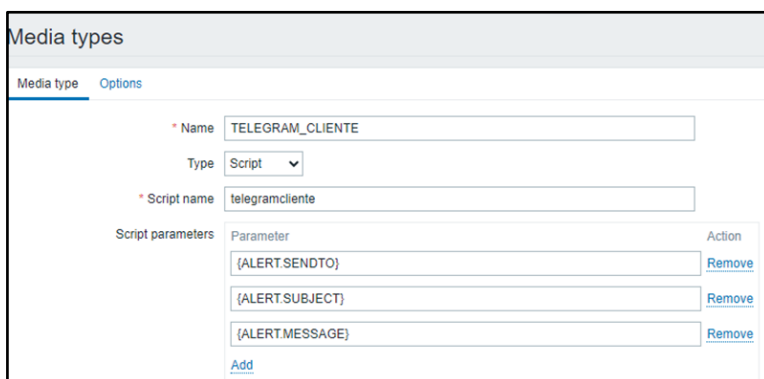 Media types
Media type Options
* Name TELEGRAM_CLIENTE
Type Script
* Script name telegramcliente
Script parameters Parameter Action
{ALERT.SENDTO} Remove
{ALERT.SUBJECT} Remove
{ALERT.MESSAGE} Remove
Add